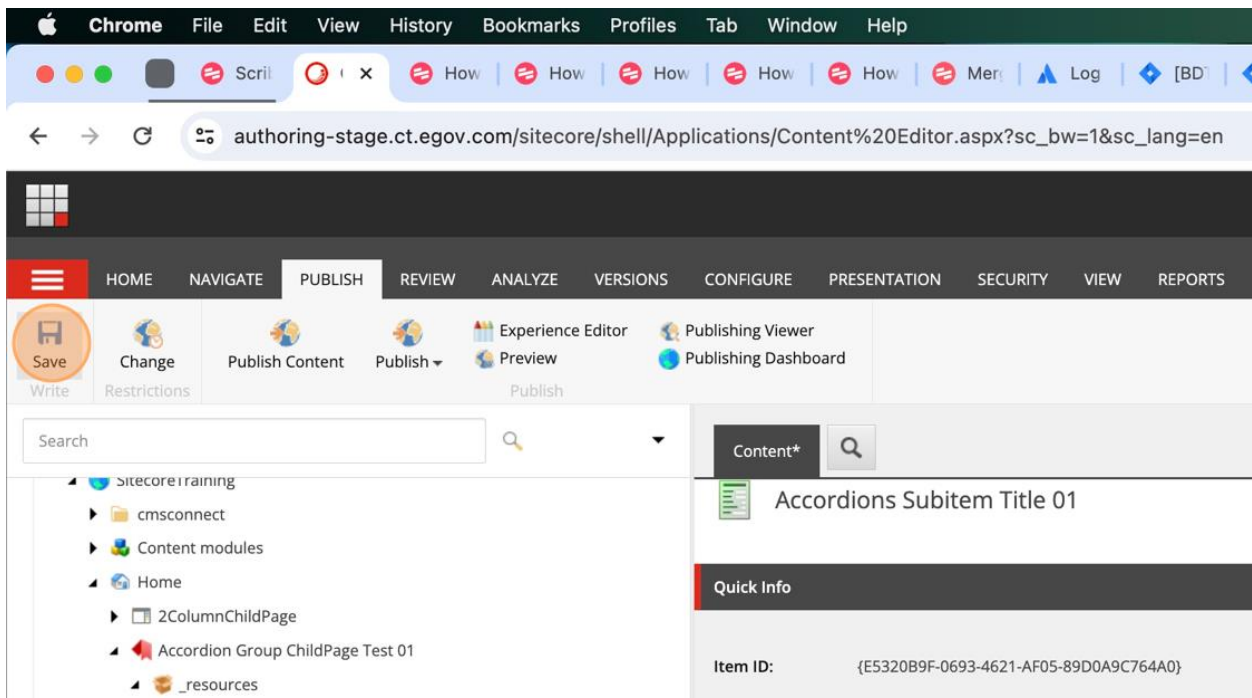 Chrome File Edit View History Bookmarks Profiles Tab Window Help
Scri How How How How How Mer Log [BD
authoring-stage.ct.egov.com/sitecore/shell/Applications/Content%20Editor.aspx?sc_bw=1&sc_lang=en
HOME NAVIGATE PUBLISH REVIEW ANALYZE VERSIONS CONFIGURE PRESENTATION SECURITY VIEW REPORTS
Experience Editor Publishing Viewer
Save Change Publish Content Publish Preview Publishing Dashboard
Write Restrictions Publish
Search Content*
SitecoreTraining Accordions Subitem Title 01
cmsconnect
Content modules
Home Quick Info
2ColumnChildPage
Accordion Group ChildPage Test 01
Item ID: {E5320B9F-0693-4621-AF05-89D0A9C764A0}
_resources